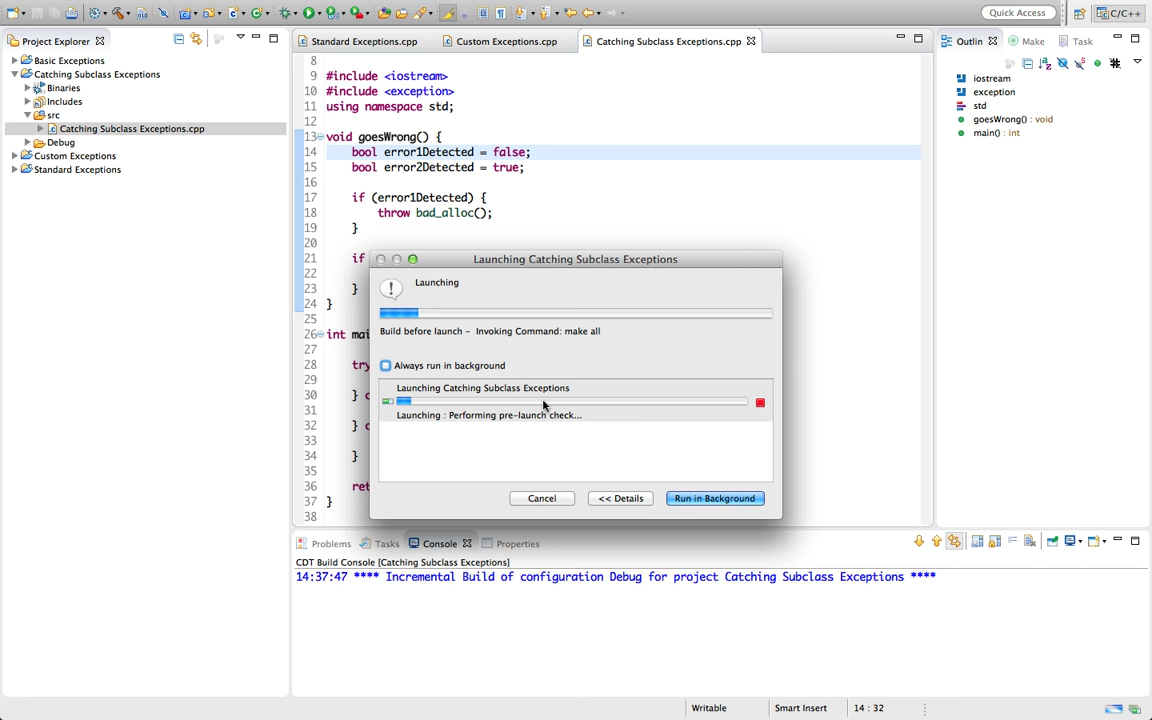 Quick Access
C/C++
Project Explorer
Basic Exceptions
Catching Subclass Exceptions
Binaries
Includes
src
Catching Subclass Exceptions.cpp
Debug
Custom Exceptions
Standard Exceptions
Standard Exceptions.cpp
Custom Exceptions.cpp
Catching Subclass Exceptions.cpp
8
9 #include <iostream>
10 #include <exception>
11 using namespace std;
12
13 void goesWrong() {
14 bool error1Detected = false;
15 bool error2Detected = true;
16
17 if (error1Detected) {
18 throw bad_alloc();
19 }
20
21 if
22
23 }
24 }
25
26 int mai
27
28 try
29
30 } c
31
32 } c
33
34 }
35
36 ret
37 }
38
Launching Catching Subclass Exceptions
Launching
Build before launch - Invoking Command: make all
Always run in background
Launching Catching Subclass Exceptions
Launching : Performing pre-launch check...
Cancel
<< Details
Run in Background
Outlin
Make
Task
iostream
exception
std
goesWrong() : void
main() : int
Problems
Tasks
Console
Properties
CDT Build Console [Catching Subclass Exceptions]
14:37:47 **** Incremental Build of configuration Debug for project Catching Subclass Exceptions ****
Writable
Smart Insert
14 : 32